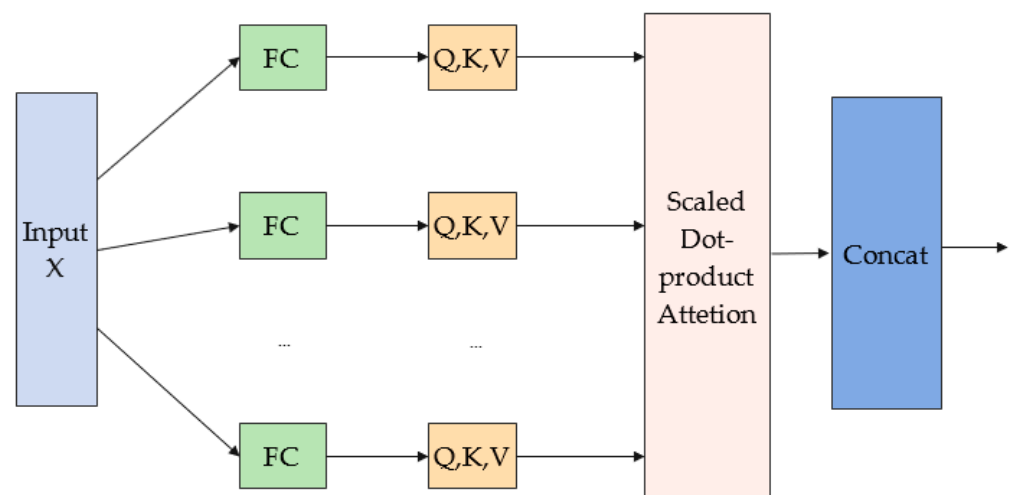 FC
Q,K,V
Input
X
FC
Q,K,V
Scaled
Dot-
product
Attetion
Concat
...
...
FC
Q,K,V